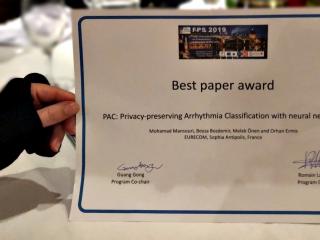 FPS 2019
Best paper award
PAC: Privacy-preserving Arrhythmia Classification with neural ne
Mohamad Mansouri, Beyza Bozdemir, Melek Önen and Orhan Ermis
EURECOM, Sophia Antipolis, France
Guang Gong
Program Co-chair
Romain La
Program